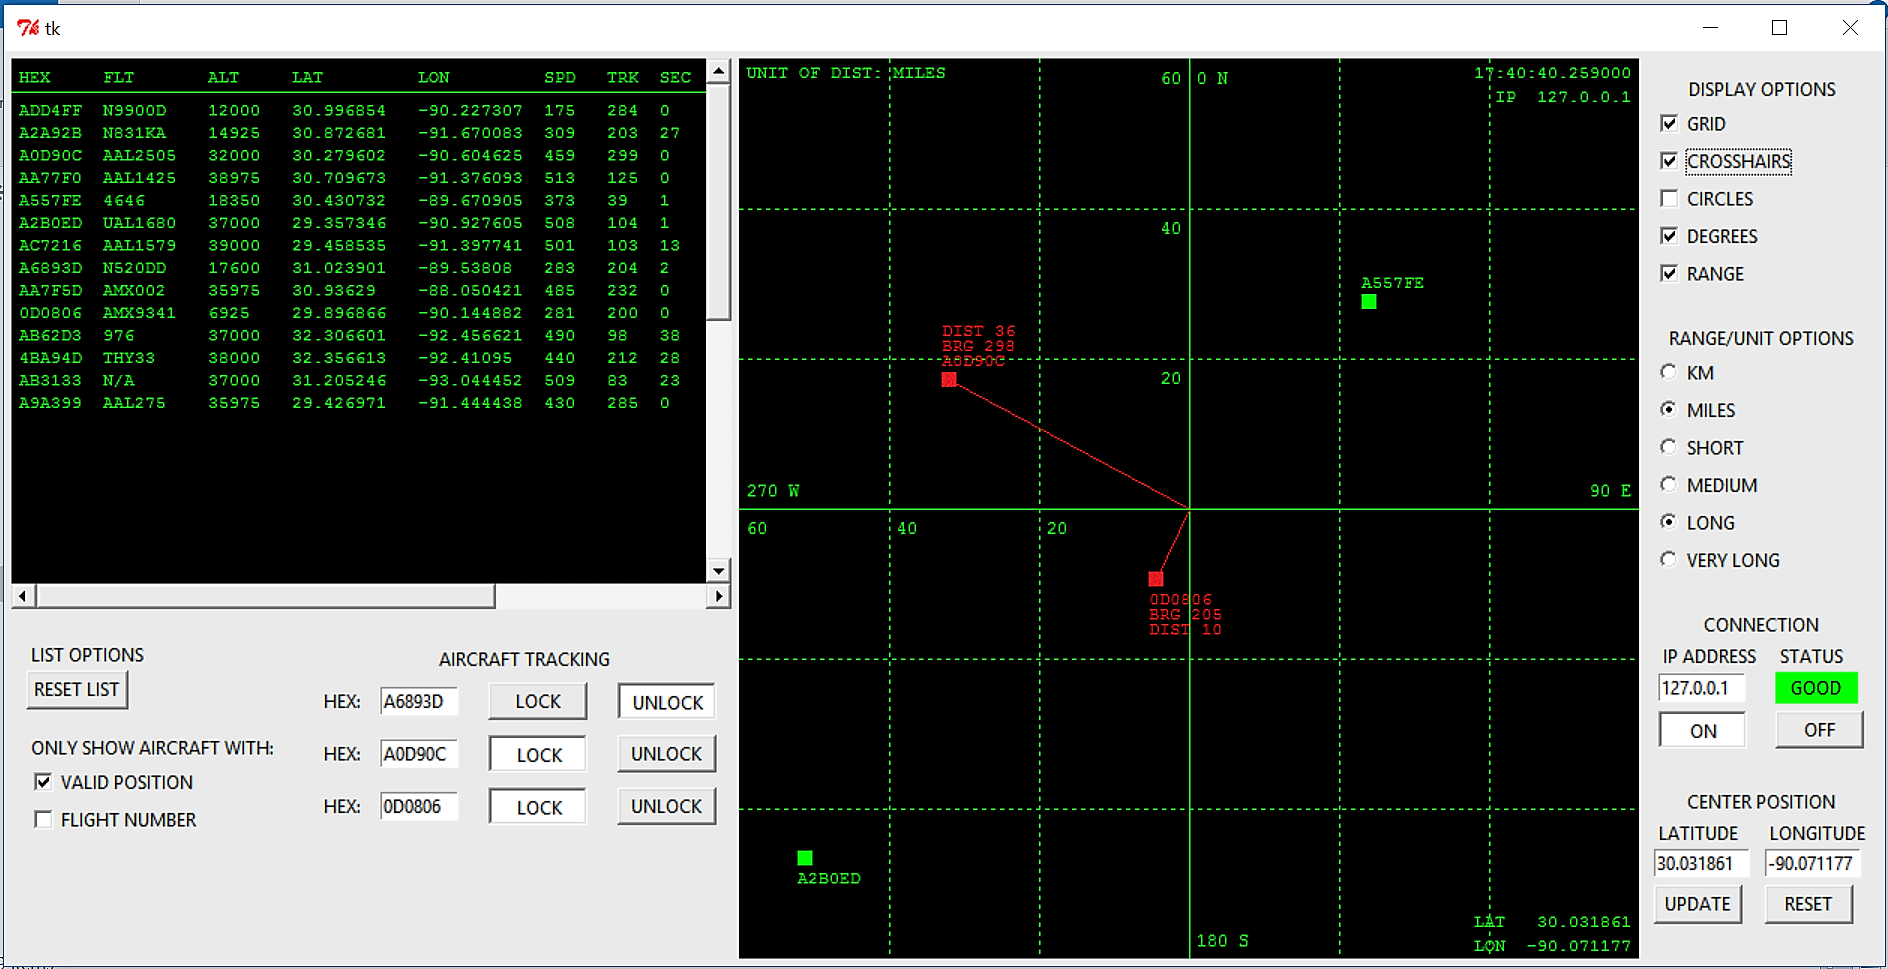 tk
HEX FLT ALT LAT LON SPD TRK SEC
ADD4FF N9900D 12000 30.996854 -90.227307 175 284 0
A2A92B N831KA 14925 30.872681 -91.670083 309 203 27
A0D90C AAL2505 32000 30.279602 -90.604625 459 299 0
AA77F0 AAL1425 38975 30.709673 -91.376093 513 125 0
A557FE 4646 18350 30.430732 -89.670905 373 39 1
A2B0ED UAL1680 37000 29.357346 -90.927605 508 104 1
AC7216 AAL1579 39000 29.458535 -91.397741 501 103 13
A6893D N520DD 17600 31.023901 -89.53808 283 204 2
AA7F5D AMX002 35975 30.93629 -88.050421 485 232 0
0D0806 AMX9341 6925 29.896866 -90.144882 281 200 0
AB62D3 976 37000 32.306601 -92.456621 490 98 38
4BA94D THY33 38000 32.356613 -92.41095 440 212 28
AB3133 N/A 37000 31.205246 -93.044452 509 83 23
A9A399 AAL275 35975 29.426971 -91.444438 430 285 0
LIST OPTIONS
RESET LIST
ONLY SHOW AIRCRAFT WITH:
VALID POSITION
FLIGHT NUMBER
AIRCRAFT TRACKING
HEX: A6893D LOCK UNLOCK
HEX: A0D90C LOCK UNLOCK
HEX: 0D0806 LOCK UNLOCK
UNIT OF DIST: MILES
60 0 N
17:40:40.259000
IP 127.0.0.1
40
A557FE
DIST 36
BRG 298
A0D90C
20
270 W
90 E
60 40 20
0D0806
BRG 205
DIST 10
A2B0ED
180 S
LAT 30.031861
LON -90.071177
DISPLAY OPTIONS
GRID
CROSSHAIRS
CIRCLES
DEGREES
RANGE
RANGE/UNIT OPTIONS
KM
MILES
SHORT
MEDIUM
LONG
VERY LONG
CONNECTION
IP ADDRESS STATUS
127.0.0.1 GOOD
ON OFF
CENTER POSITION
LATITUDE LONGITUDE
30.031861 -90.071177
UPDATE RESET